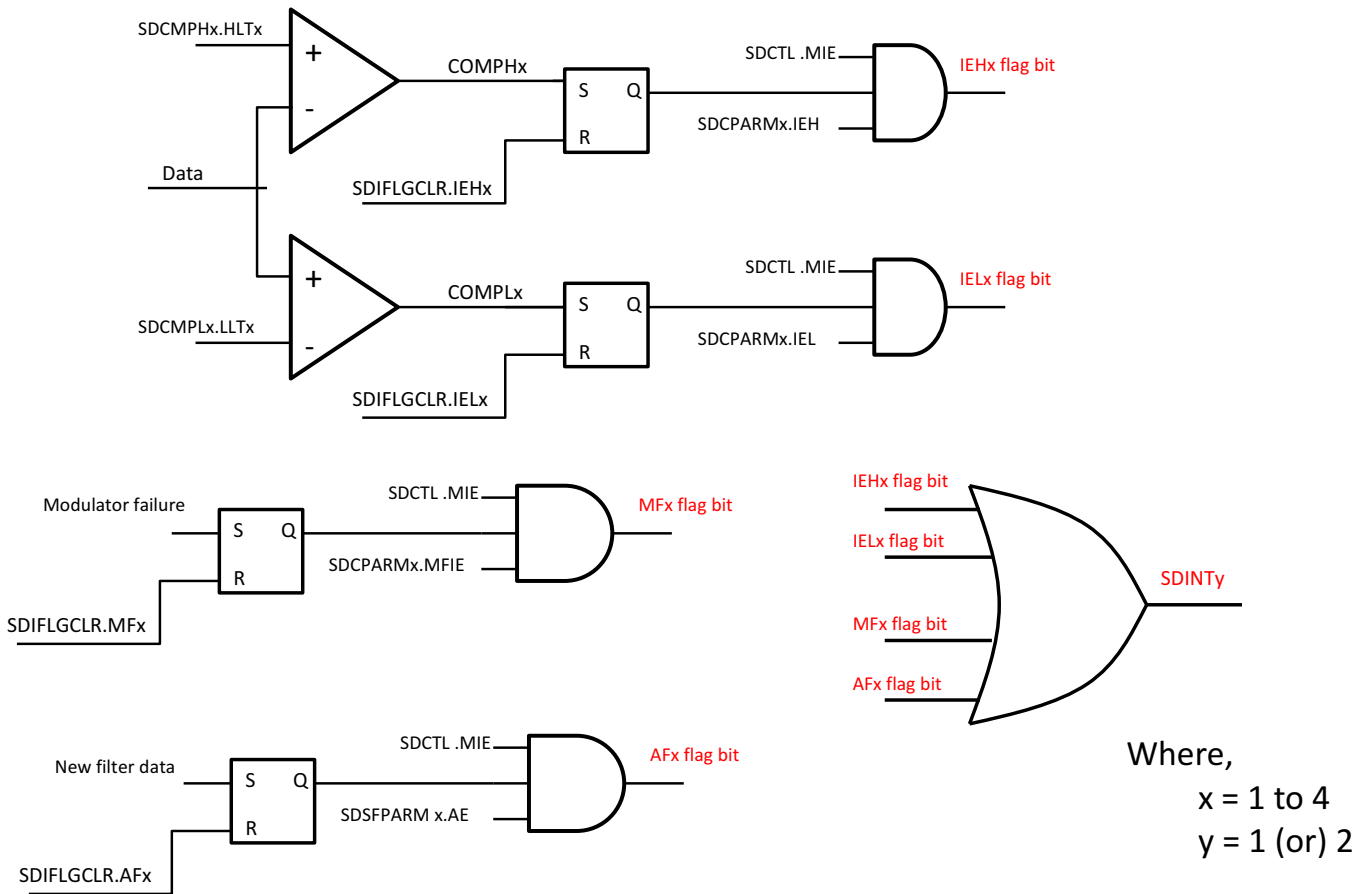 SDCMPHx.HLTx
+
-
COMPHx
S Q
R
SDIFLGCLR.IEHx
SDCTL .MIE
SDCPARMx.IEH
IEHx flag bit
Data
+
-
SDCMPLx.LLTx
COMPLx
S Q
R
SDIFLGCLR.IELx
SDCTL .MIE
SDCPARMx.IEL
IELx flag bit
Modulator failure
S Q
R
SDIFLGCLR.MFx
SDCTL .MIE
SDCPARMx.MFIE
MFx flag bit
IEHx flag bit
IELx flag bit
MFx flag bit
AFx flag bit
SDINTy
New filter data
S Q
R
SDIFLGCLR.AFx
SDCTL .MIE
SDSFPARM x.AE
AFx flag bit
Where,
x = 1 to 4
y = 1 (or) 2